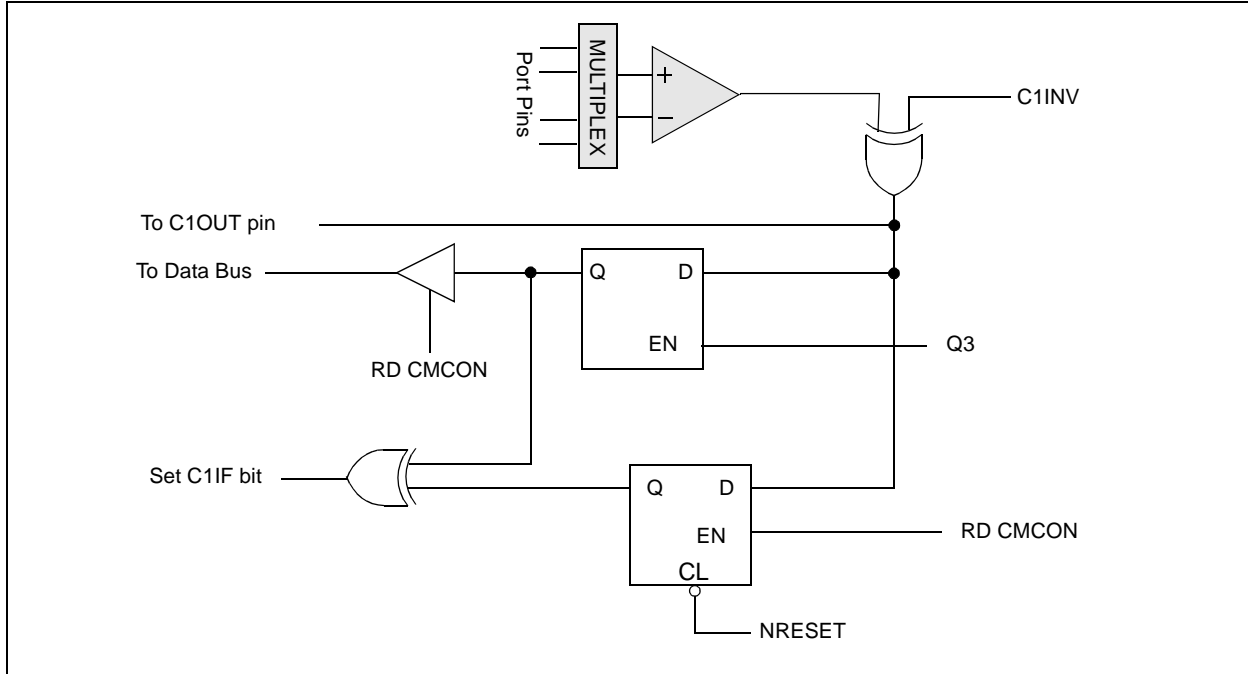 Port Pins
MULTIPLEX
+
−
C1INV
To C1OUT pin
To Data Bus
Q
D
EN
Q3
RD CMCON
Set C1IF bit
Q
D
EN
RD CMCON
CL
NRESET